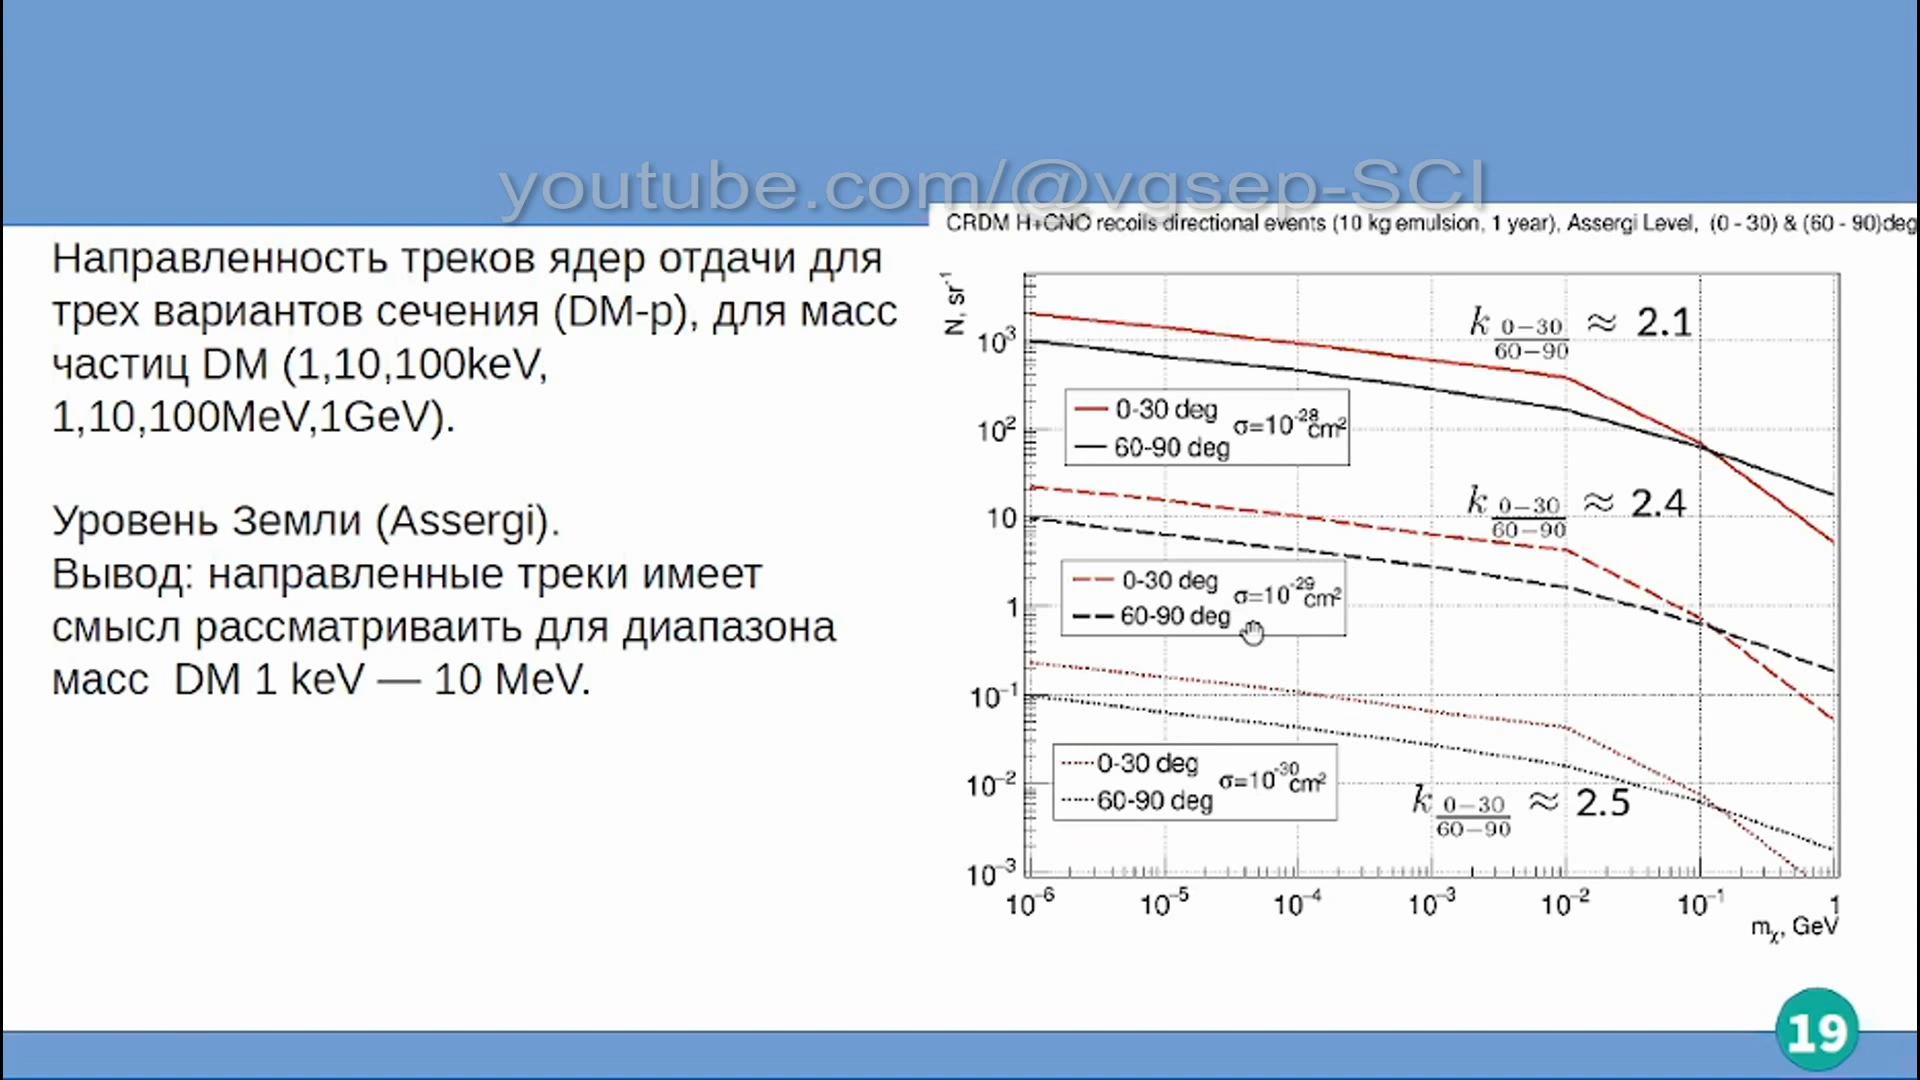 youtube.com/@vgsep-SCI
CRDM H+CNO recoils directional events (10 kg emulsion, 1 year), Assergi Level, (0 - 30) & (60 - 90)deg
Направленность треков ядер отдачи для
трех вариантов сечения (DM-p), для масс
частиц DM (1,10,100keV,
1,10,100MeV,1GeV).
Уровень Земли (Assergi).
Вывод: направленные треки имеет
смысл рассматриваить для диапазона
масс DM 1 keV — 10 MeV.
N, sr⁻¹
10³
10²
10
1
10⁻¹
10⁻²
10⁻³
k 0−30/60−90 ≈ 2.1
0-30 deg
60-90 deg
σ=10⁻²⁸cm²
k 0−30/60−90 ≈ 2.4
0-30 deg
60-90 deg
σ=10⁻²⁹cm²
0-30 deg
60-90 deg
σ=10⁻³⁰cm²
k 0−30/60−90 ≈ 2.5
10⁻⁶ 10⁻⁵ 10⁻⁴ 10⁻³ 10⁻² 10⁻¹ 1
mχ, GeV
19